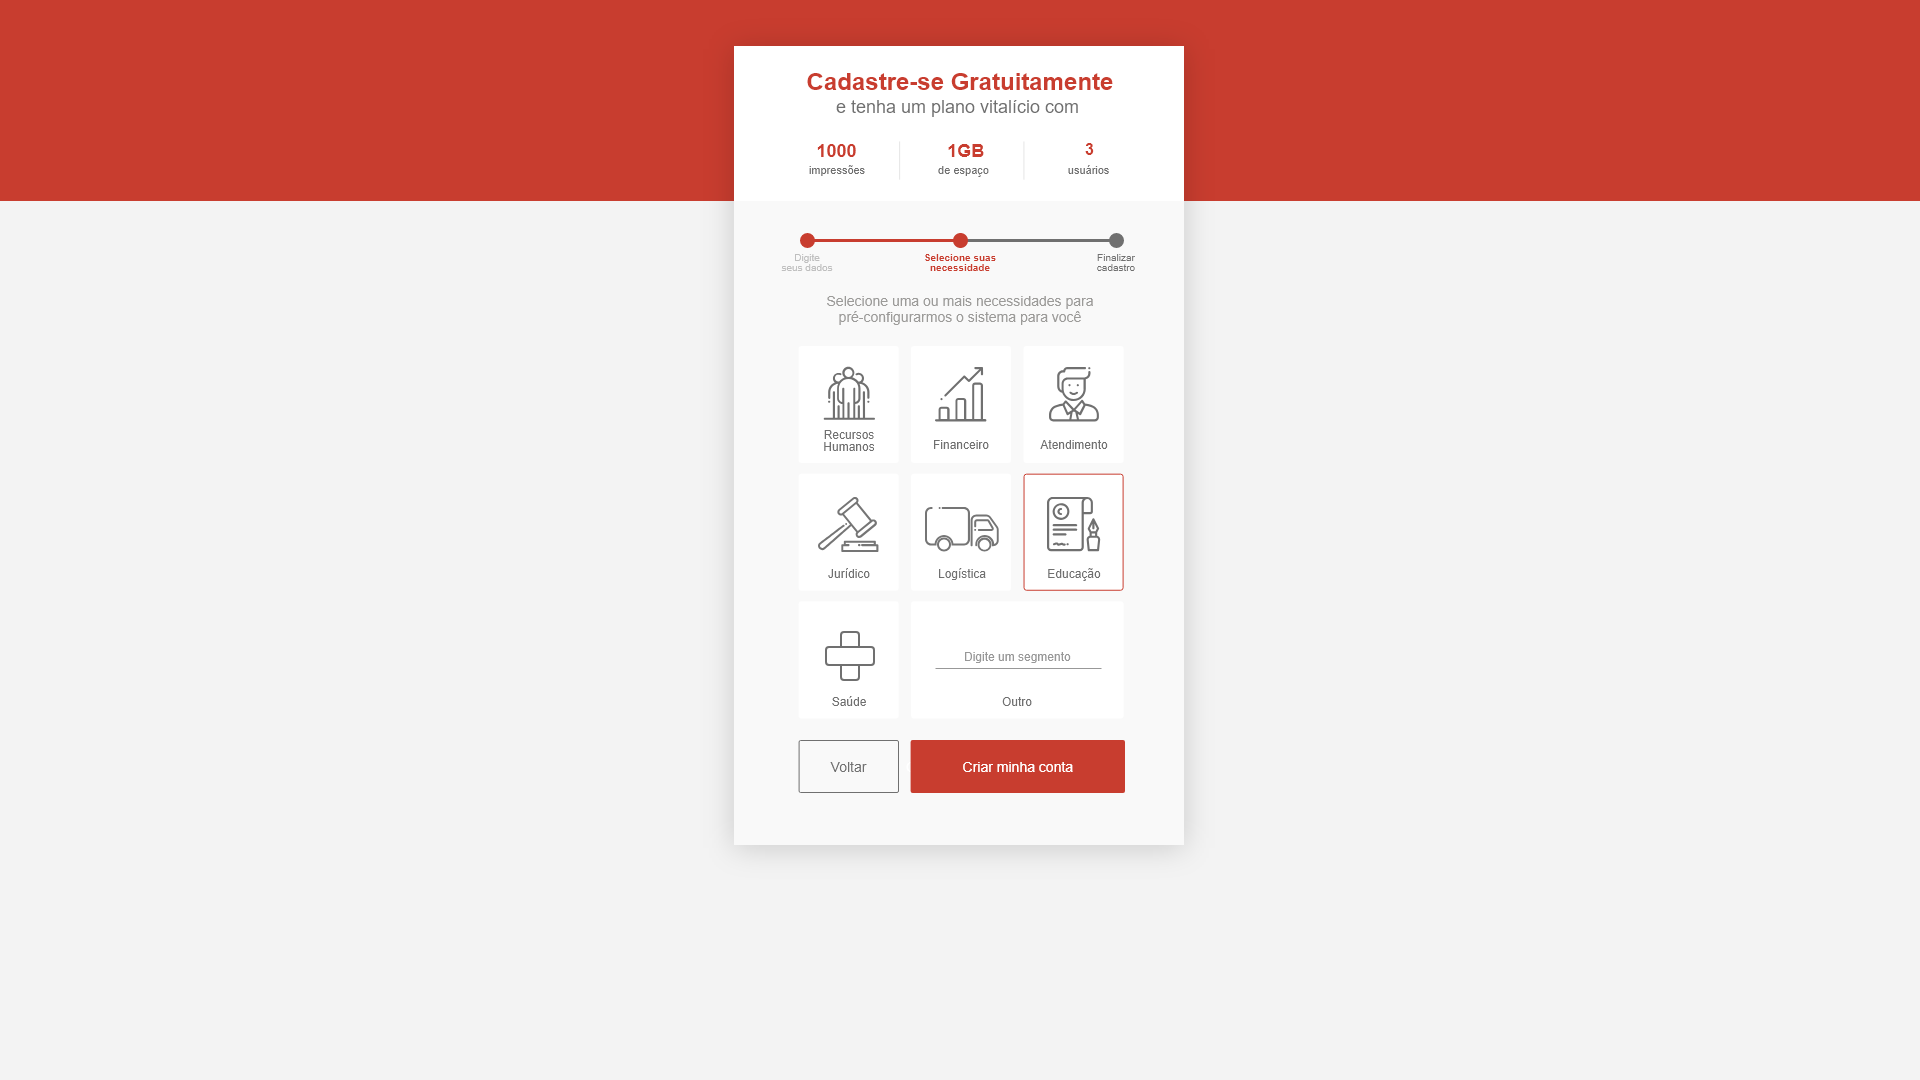 Cadastre-se Gratuitamente
e tenha um plano vitalício com
1000
impressões
1GB
de espaço
3
usuários
Digite
seus dados
Selecione suas
necessidade
Finalizar
cadastro
Selecione uma ou mais necessidades para
pré-configurarmos o sistema para você
Recursos
Humanos
Financeiro
Atendimento
Jurídico
Logística
Educação
Saúde
Digite um segmento
Outro
Voltar
Criar minha conta